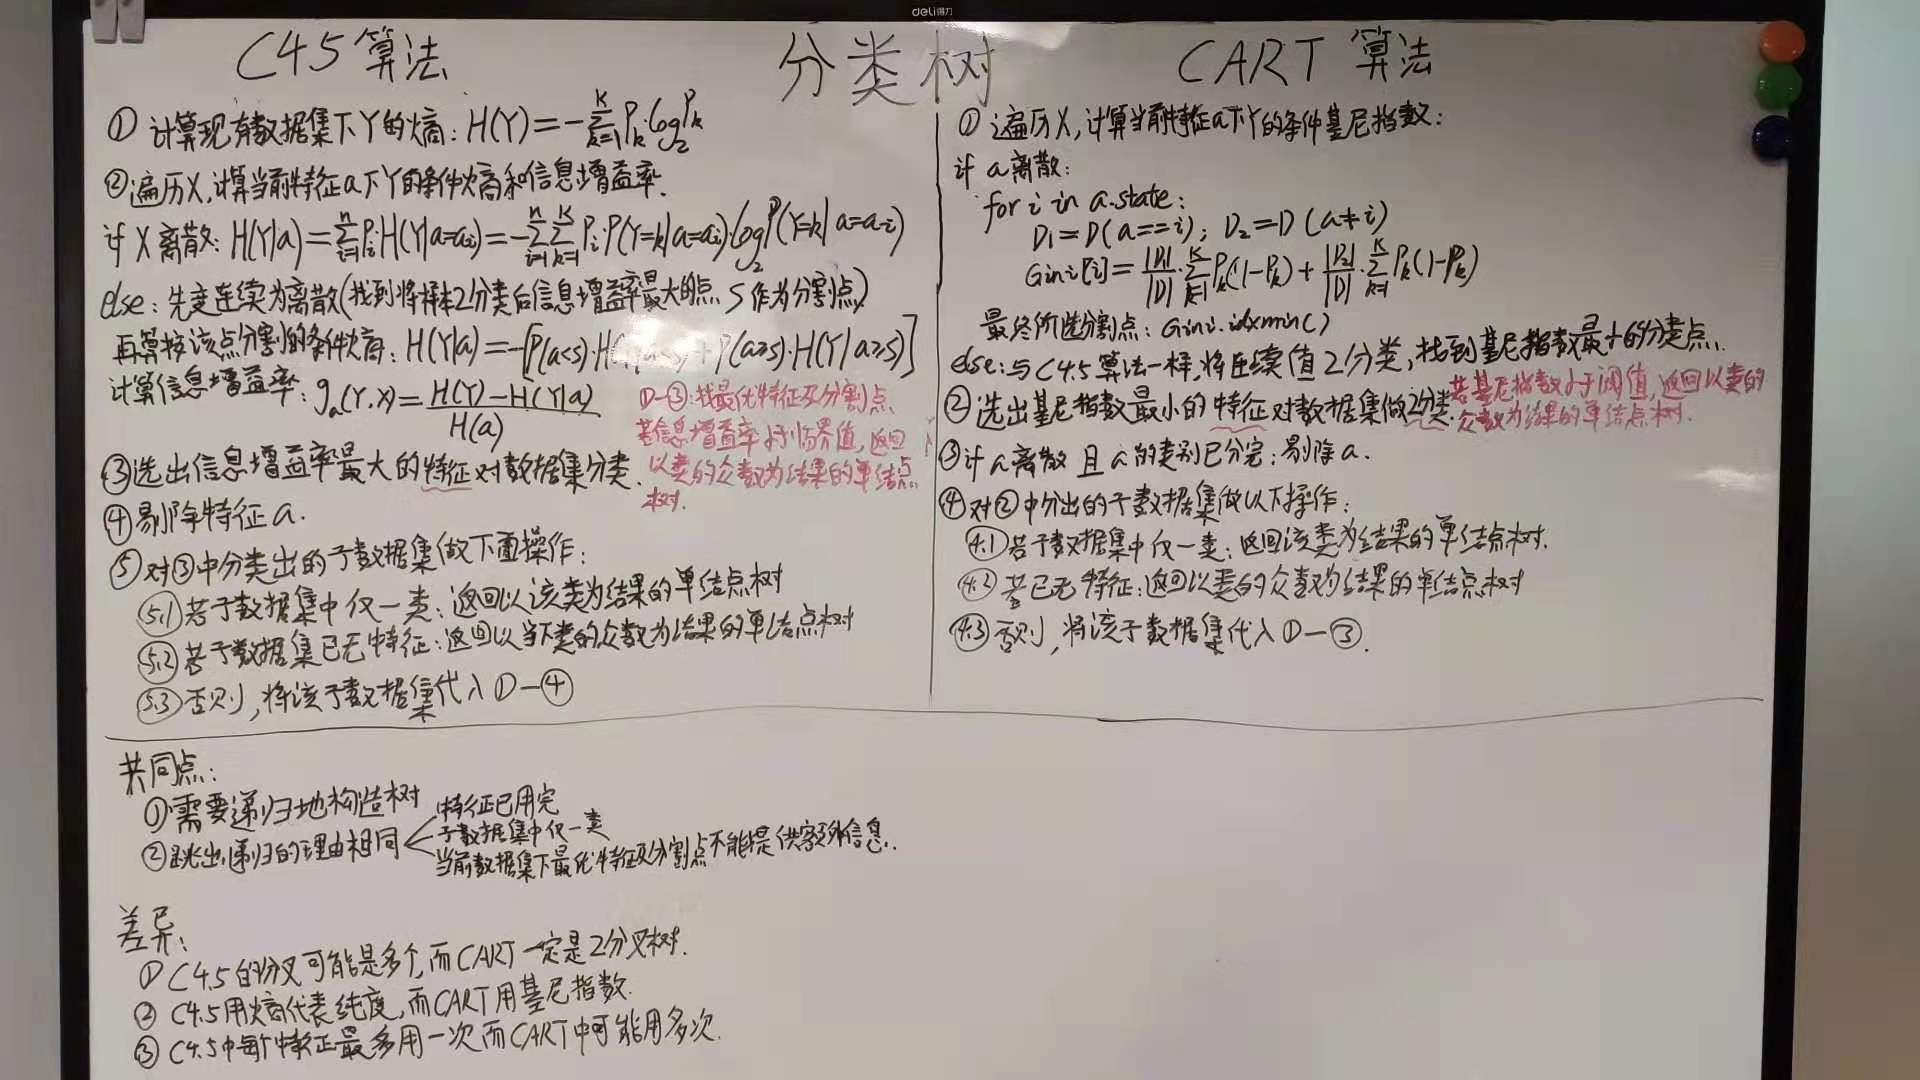 deli得力
分类树
C4.5算法
① 计算现有数据集下Y的熵：H(Y)=-∑_{k=1}^{K} P_k·log_2 P_k
②遍历X,计算当前特征a下Y的条件熵和信息增益率.
if X离散：H(Y|a)=∑_{i=1}^{n} P_i H(Y|a=a_i)=-∑_{i=1}^{n}∑_{k=1}^{K} P_i·P(Y=k|a=a_i)·log_2 P(Y=k|a=a_i)
else：先变连续为离散(找到将样本2分类后信息增益率最大的点S作为分割点)
再算按该点分割的条件熵：H(Y|a)=-[P(a<s)·H(Y|a<s)+P(a≥s)·H(Y|a≥s)]
计算信息增益率：g_a(Y,X)=(H(Y)-H(Y|a))/H(a)
①-③：找最优特征及分割点
若信息增益率小于临界值,返回
以类的众数为结果的单结点
树.
③选出信息增益率最大的特征对数据集分类.
④剔除特征a.
⑤对③中分类出的子数据集做下面操作：
5.1 若子数据集中仅一类：返回以该类为结果的单结点树
5.2 若子数据集已无特征：返回以当下类的众数为结果的单结点树
5.3 否则,将该子数据集代入①-④
CART算法
①遍历X,计算当前特征a下Y的条件基尼指数：
if a离散：
for i in a.state：
D1=D(a==i); D2=D(a≠i)
Gini[i]=|D1|/|D|·∑_{k=1}^{K} P_k(1-P_k)+|D2|/|D|·∑_{k=1}^{K} P_k(1-P_k)
最终所选分割点：Gini.idxmin()
else：与C4.5算法一样,将连续值2分类,找到基尼指数最小的分类点.
②选出基尼指数最小的特征对数据集做2分类.
若基尼指数小于阈值,返回以类的
众数为结果的单结点树.
③if a离散 且 a的类别已分完：剔除a.
④对②中分出的子数据集做以下操作：
4.1 若子数据集中仅一类：返回该类为结果的单结点树.
4.2 若已无特征：返回以类的众数为结果的单结点树
4.3 否则,将该子数据集代入①-③.
共同点：
①需要递归地构造树
②跳出递归的理由相同
特征已用完
子数据集中仅一类
当前数据集下最优特征及分割点不能提供额外信息.
差异：
①C4.5的分叉可能是多个,而CART一定是2分叉树.
② C4.5用熵代表纯度,而CART用基尼指数.
③ C4.5中每个特征最多用一次而CART中可能用多次.